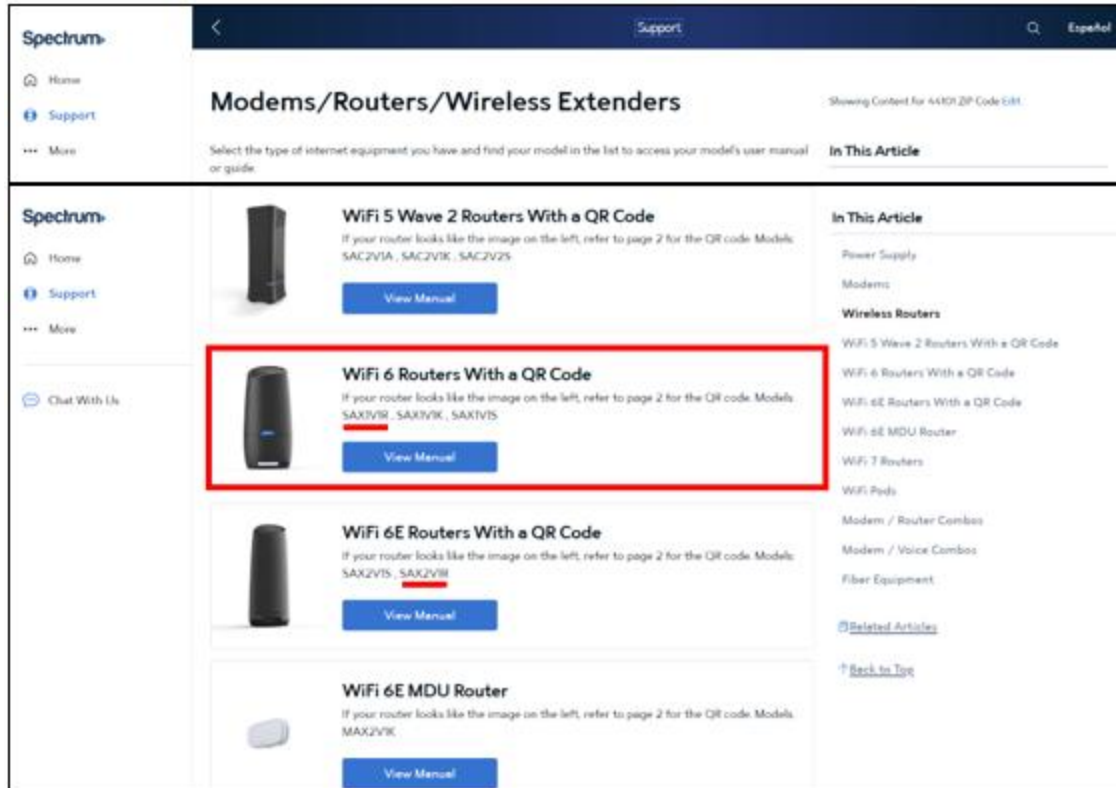 Spectrum
Support
Español
Home
Support
More
Modems/Routers/Wireless Extenders
Showing Content for 44101 ZIP Code Edit
Select the type of internet equipment you have and find your model in the list to access your model's user manual
or guide.
In This Article
Spectrum
Home
Support
More
Chat With Us
WiFi 5 Wave 2 Routers With a QR Code
If your router looks like the image on the left, refer to page 2 for the QR code. Models:
SAC2V1A , SAC2V1K , SAC2V2S
View Manual
WiFi 6 Routers With a QR Code
If your router looks like the image on the left, refer to page 2 for the QR code. Models:
SAX1V1R , SAX1V1K , SAX1V1S
View Manual
WiFi 6E Routers With a QR Code
If your router looks like the image on the left, refer to page 2 for the QR code. Models:
SAX2V1S , SAX2V1R
View Manual
WiFi 6E MDU Router
If your router looks like the image on the left, refer to page 2 for the QR code. Models:
MAX2V1K
View Manual
In This Article
Power Supply
Modems
Wireless Routers
WiFi 5 Wave 2 Routers With a QR Code
WiFi 6 Routers With a QR Code
WiFi 6E Routers With a QR Code
WiFi 6E MDU Router
WiFi 7 Routers
WiFi Pods
Modem / Router Combos
Modem / Voice Combos
Fiber Equipment
Related Articles
Back to Top